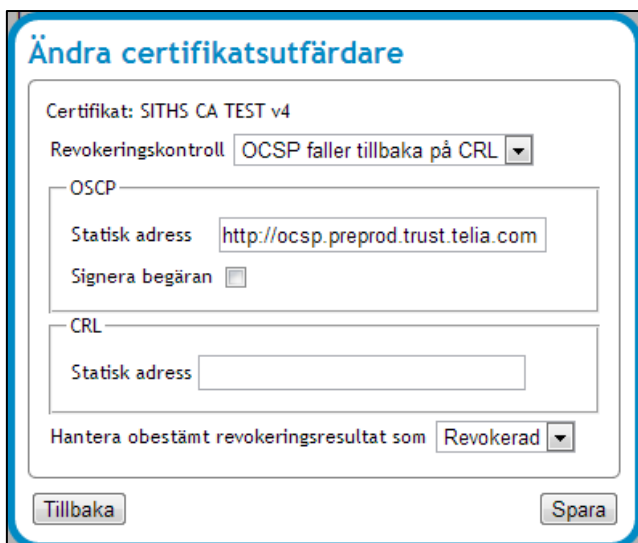 Ändra certifikatsutfärdare
Certifikat: SITHS CA TEST v4
Revokeringskontroll OCSP faller tillbaka på CRL
OSCP
Statisk adress http://ocsp.preprod.trust.telia.com
Signera begäran
CRL
Statisk adress
Hantera obestämt revokeringsresultat som Revokerad
Tillbaka Spara